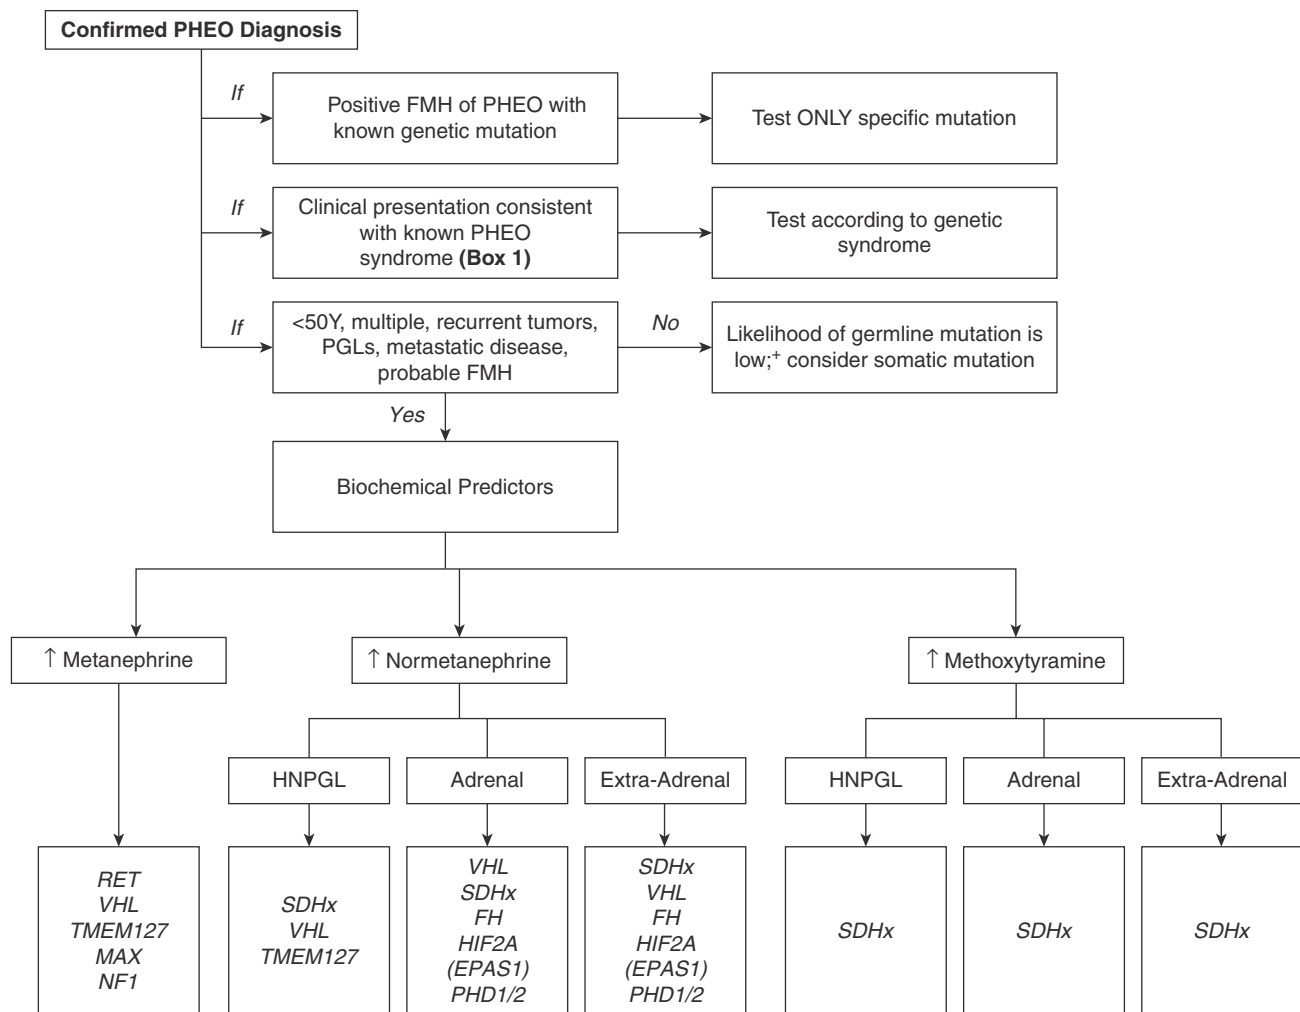 Confirmed PHEO Diagnosis
If
Positive FMH of PHEO with
known genetic mutation
Test ONLY specific mutation
If
Clinical presentation consistent
with known PHEO
syndrome (Box 1)
Test according to genetic
syndrome
If
<50Y, multiple, recurrent tumors,
PGLs, metastatic disease,
probable FMH
No
Likelihood of germline mutation is
low;+ consider somatic mutation
Yes
Biochemical Predictors
↑ Metanephrine
↑ Normetanephrine
↑ Methoxytyramine
HNPGL
Adrenal
Extra-Adrenal
HNPGL
Adrenal
Extra-Adrenal
RET
VHL
TMEM127
MAX
NF1
SDHx
VHL
TMEM127
VHL
SDHx
FH
HIF2A
(EPAS1)
PHD1/2
SDHx
VHL
FH
HIF2A
(EPAS1)
PHD1/2
SDHx
SDHx
SDHx